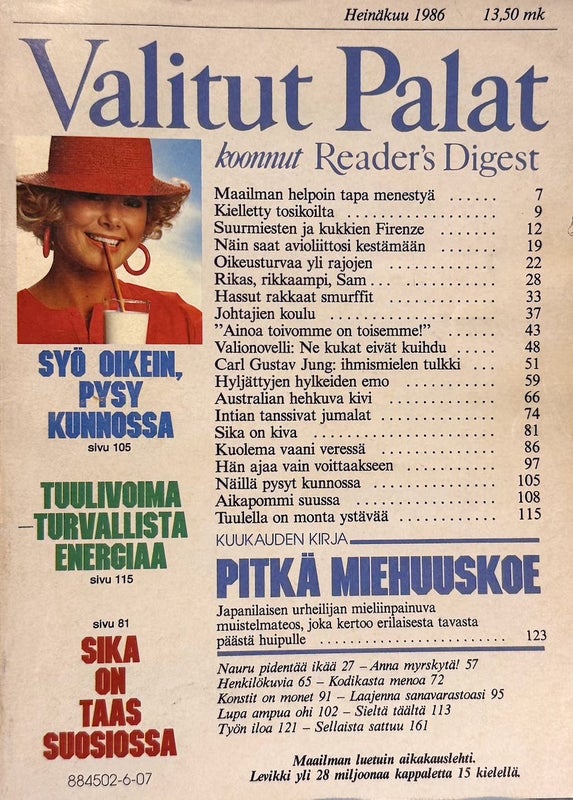 Heinäkuu 1986 13,50 mk
Valitut Palat
koonnut Reader's Digest
Maailman helpoin tapa menestyä ...... 7
Kielletty tosikoilta ................ 9
Suurmiesten ja kukkien Firenze ...... 12
Näin saat avioliittosi kestämään .... 19
Oikeusturvaa yli rajojen ............ 22
Rikas, rikkaampi, Sam ... ........... 28
Hassut rakkaat smurffit ............. 33
Johtajien koulu ..................... 37
"Ainoa toivomme on toisemme!" ....... 43
Valionovelli: Ne kukat eivät kuihdu .... 48
Carl Gustav Jung: ihmismielen tulkki ... 51
Hyljättyjen hylkeiden emo ........... 59
Australian hehkuva kivi ............. 66
Intian tanssivat jumalat ............ 74
Sika on kiva ........................ 81
Kuolema vaani veressä ............... 86
Hän ajaa vain voittaakseen .......... 97
Näillä pysyt kunnossa ............... 105
Aikapommi suussa .................... 108
Tuulella on monta ystävää ........... 115
SYÖ OIKEIN,
PYSY
KUNNOSSA
sivu 105
TUULIVOIMA
–TURVALLISTA
ENERGIAA
sivu 115
sivu 81
SIKA
ON
TAAS
SUOSIOSSA
884502-6-07
KUUKAUDEN KIRJA
PITKÄ MIEHUUSKOE
Japanilaisen urheilijan mieliinpainuva
muistelmateos, joka kertoo erilaisesta tavasta
päästä huipulle ........................ 123
Nauru pidentää ikää 27 – Anna myrskytä! 57
Henkilökuvia 65 – Kodikasta menoa 72
Konstit on monet 91 – Laajenna sanavarastoasi 95
Lupa ampua ohi 102 – Sieltä täältä 113
Työn iloa 121 – Sellaista sattuu 161
Maailman luetuin aikakauslehti.
Levikki yli 28 miljoonaa kappaletta 15 kielellä.